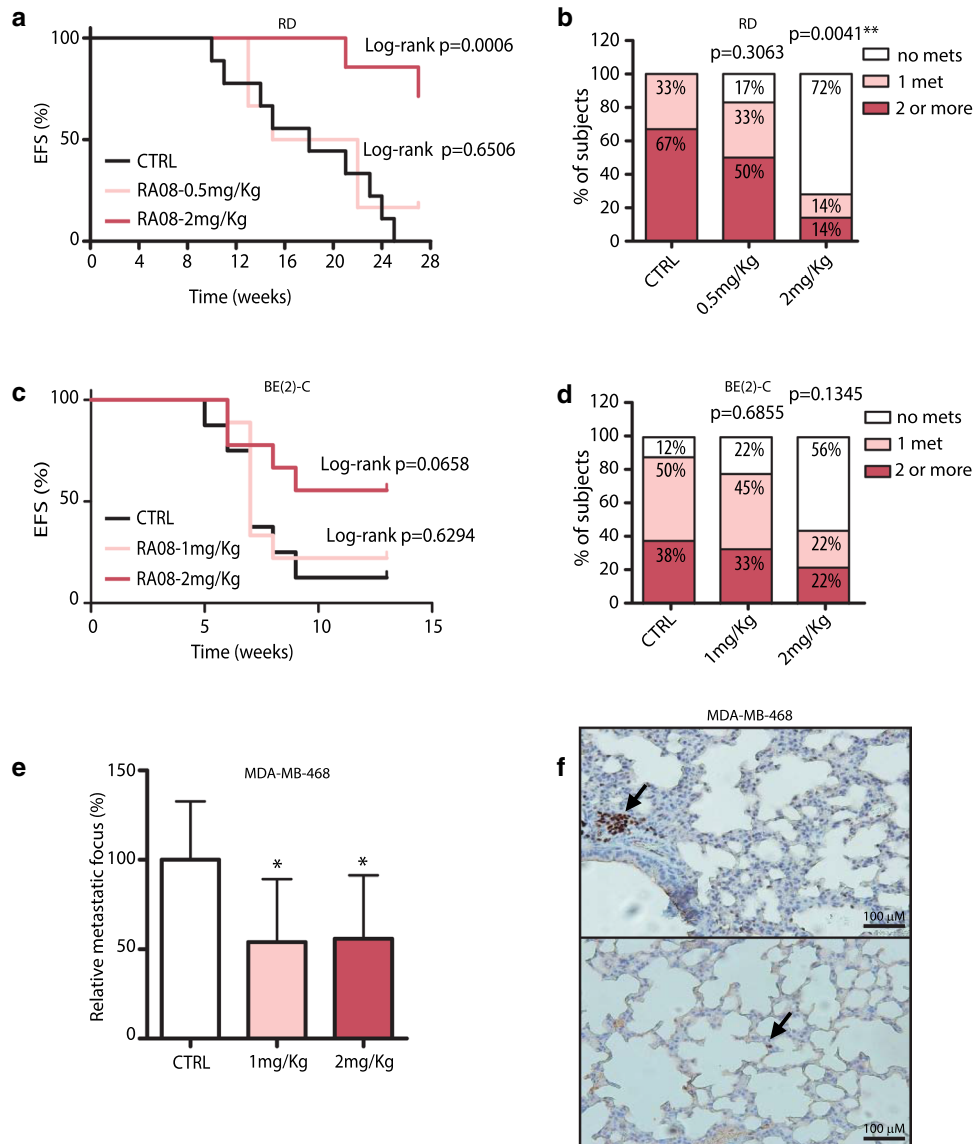 a
RD
EFS (%)
100
50
0
Log-rank p=0.0006
Log-rank p=0.6506
CTRL
RA08-0.5mg/Kg
RA08-2mg/Kg
0 4 8 12 16 20 24 28
Time (weeks)
b
RD
p=0.3063
p=0.0041**
% of subjects
120
100
80
60
40
20
0
33%
67%
17%
33%
50%
72%
14%
14%
CTRL
0.5mg/Kg
2mg/Kg
no mets
1 met
2 or more
c
BE(2)-C
EFS (%)
100
50
0
Log-rank p=0.0658
Log-rank p=0.6294
CTRL
RA08-1mg/Kg
RA08-2mg/Kg
0 5 10 15
Time (weeks)
d
BE(2)-C
p=0.6855
p=0.1345
% of subjects
120
100
80
60
40
20
0
12%
50%
38%
22%
45%
33%
56%
22%
22%
CTRL
1mg/Kg
2mg/Kg
no mets
1 met
2 or more
e
MDA-MB-468
Relative metastatic focus (%)
150
100
50
0
*
*
CTRL
1mg/Kg
2mg/Kg
f
MDA-MB-468
100 µM
100 µM